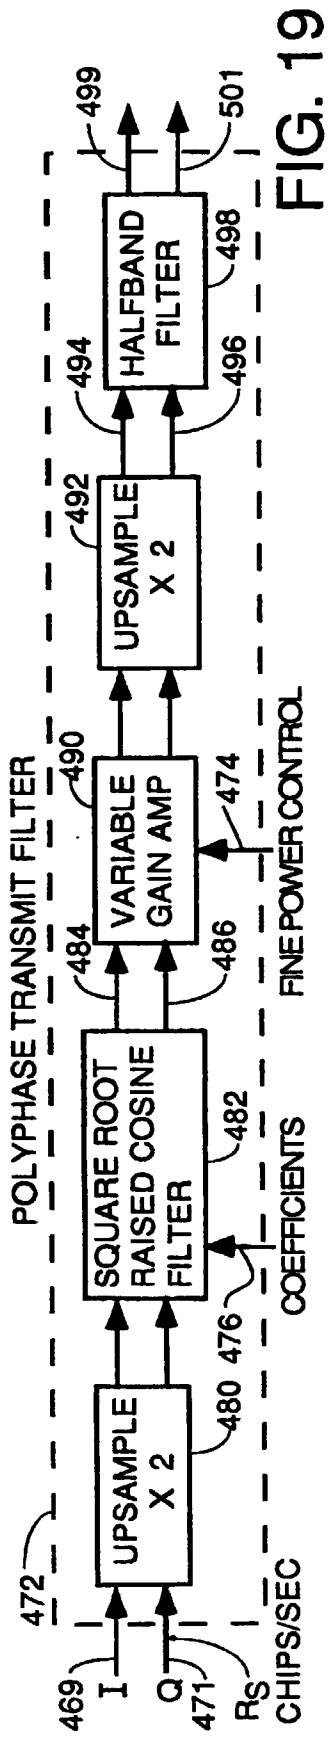 POLYPHASE TRANSMIT FILTER
472
469
I
Q
471
RS
CHIPS/SEC
UPSAMPLE
X 2
480
SQUARE ROOT
RAISED COSINE
FILTER
482
476
COEFFICIENTS
484
486
VARIABLE
GAIN AMP
490
474
FINE POWER CONTROL
UPSAMPLE
X 2
492
494
496
HALFBAND
FILTER
498
499
501
FIG. 19